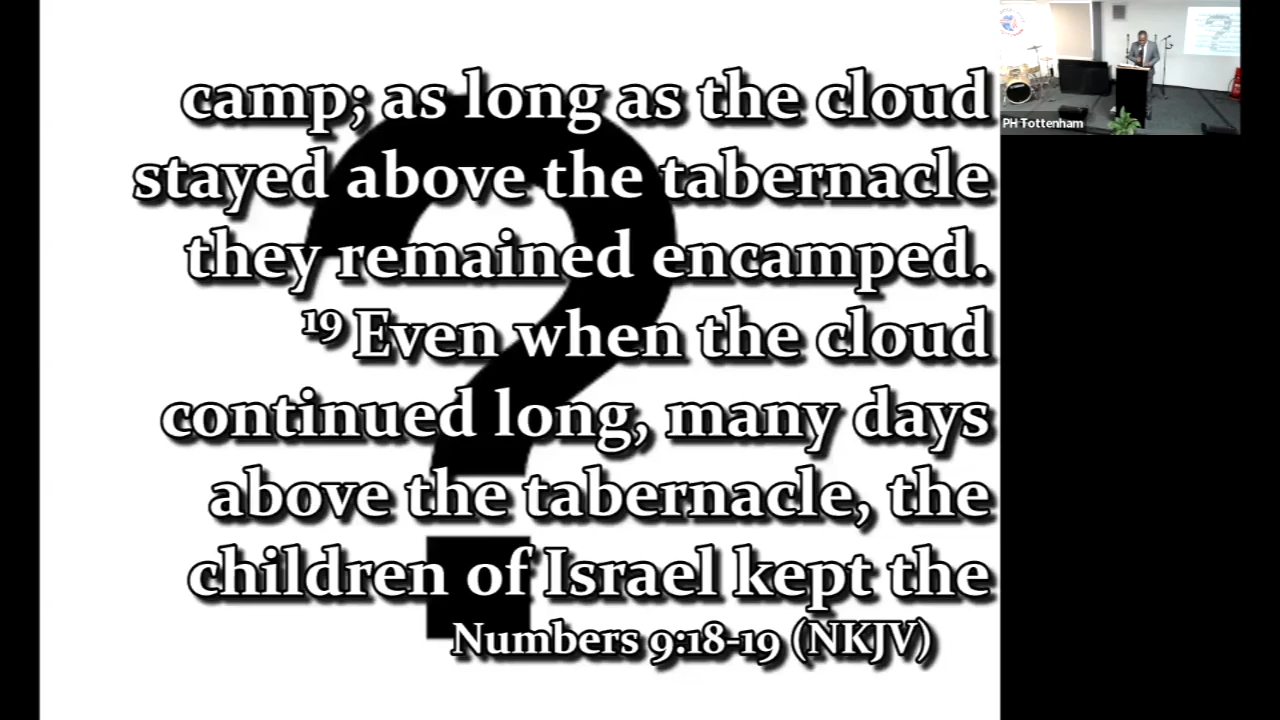 camp; as long as the cloud
stayed above the tabernacle
they remained encamped.
19 Even when the cloud
continued long, many days
above the tabernacle, the
children of Israel kept the
Numbers 9:18-19 (NKJV)
PH Tottenham